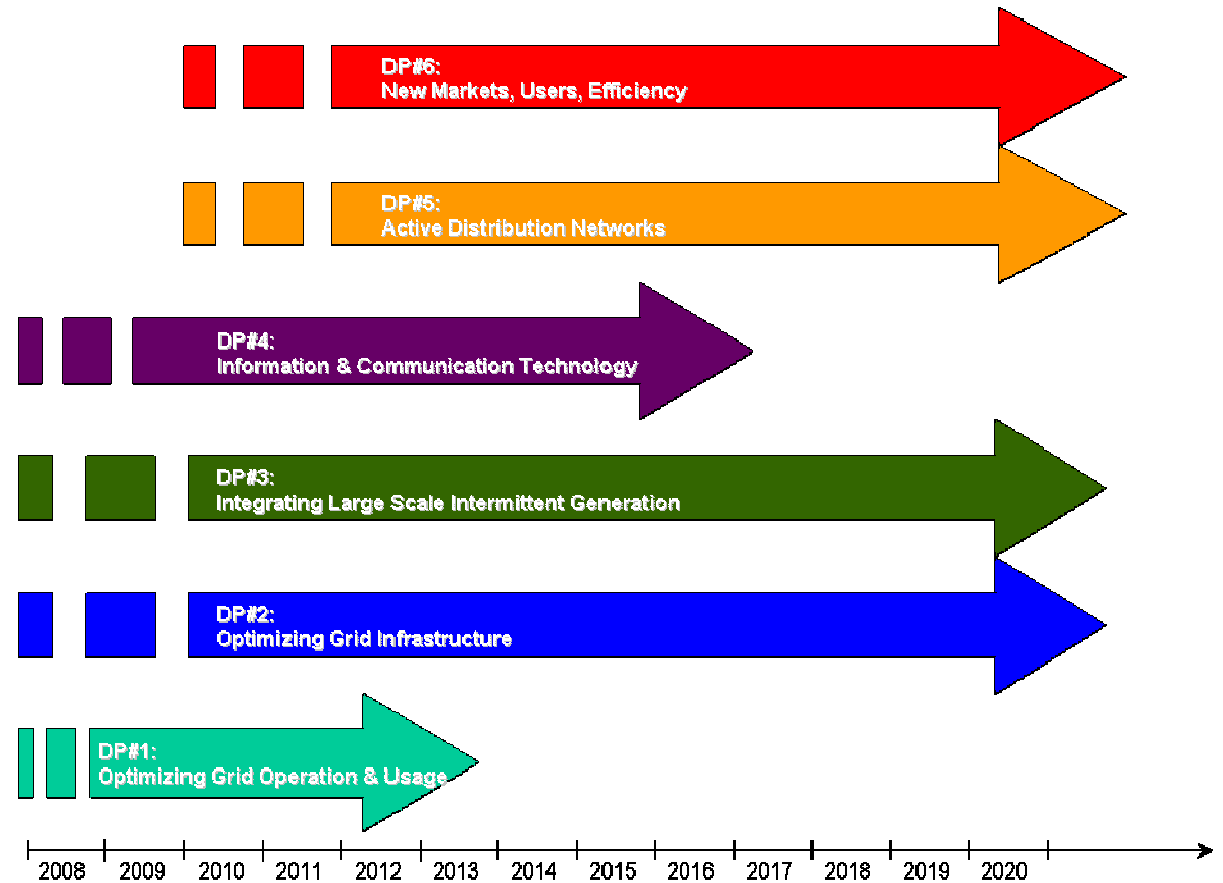 DP#6:
New Markets, Users, Efficiency
DP#5:
Active Distribution Networks
DP#4:
Information & Communication Technology
DP#3:
Integrating Large Scale Intermittent Generation
DP#2:
Optimizing Grid Infrastructure
DP#1:
Optimizing Grid Operation & Usage
2008 2009 2010 2011 2012 2013 2014 2015 2016 2017 2018 2019 2020